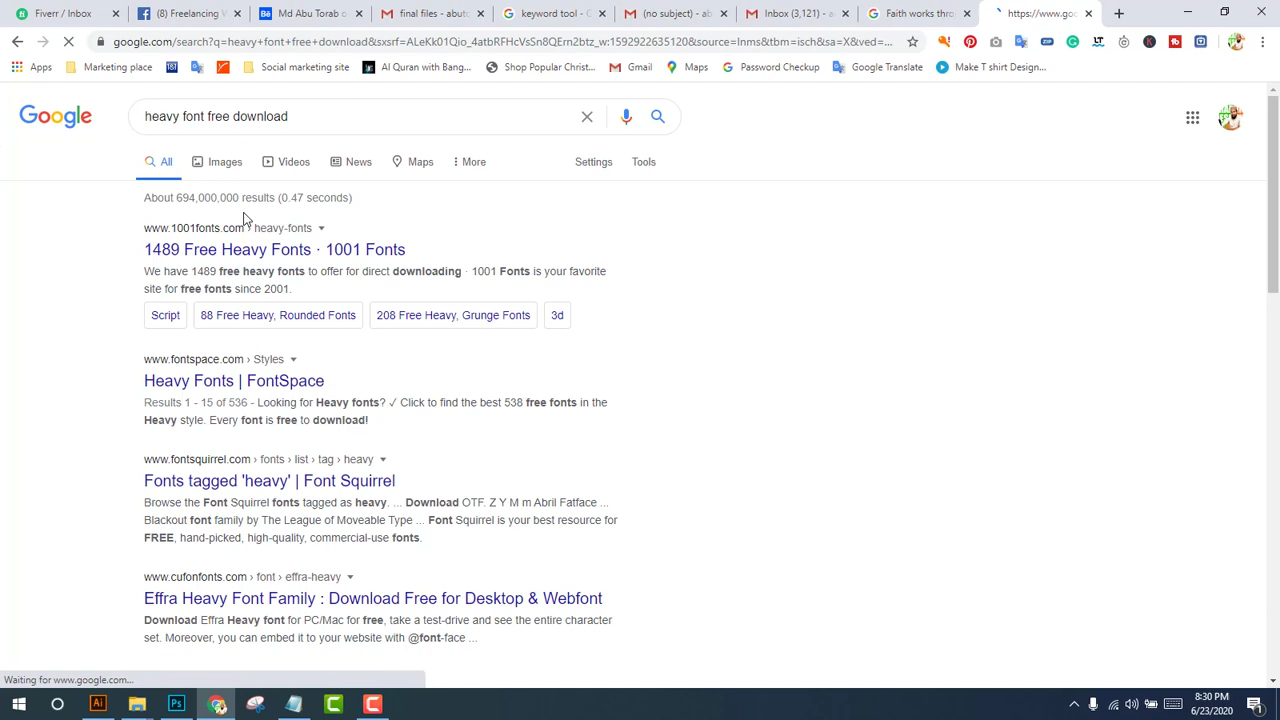 Fiverr / Inbox
(8) Freelancing W
Md Abu Torab o
final files - abuto
keyword tool - G
(no subject) - ab
Inbox (3,121) - a
Faith works thro
https://www.goo
google.com/search?q=heavy+font+free+download&sxsrf=ALeKk01Qio_4atbRFHcVsSn8QErn2btz_w:1592922635120&source=lnms&tbm=isch&sa=X&ved=...
Apps
Marketing place
Social marketing site
Al Quran with Bang...
Shop Popular Christ...
Gmail
Maps
Password Checkup
Google Translate
Make T shirt Design...
Google
heavy font free download
All
Images
Videos
News
Maps
More
Settings
Tools
About 694,000,000 results (0.47 seconds)
www.1001fonts.com › heavy-fonts
1489 Free Heavy Fonts · 1001 Fonts
We have 1489 free heavy fonts to offer for direct downloading · 1001 Fonts is your favorite
site for free fonts since 2001.
Script
88 Free Heavy, Rounded Fonts
208 Free Heavy, Grunge Fonts
3d
www.fontspace.com › Styles
Heavy Fonts | FontSpace
Results 1 - 15 of 536 - Looking for Heavy fonts? ✓ Click to find the best 538 free fonts in the
Heavy style. Every font is free to download!
www.fontsquirrel.com › fonts › list › tag › heavy
Fonts tagged 'heavy' | Font Squirrel
Browse the Font Squirrel fonts tagged as heavy. ... Download OTF. Z Y M m Abril Fatface ...
Blackout font family by The League of Moveable Type ... Font Squirrel is your best resource for
FREE, hand-picked, high-quality, commercial-use fonts.
www.cufonfonts.com › font › effra-heavy
Effra Heavy Font Family : Download Free for Desktop & Webfont
Download Effra Heavy font for PC/Mac for free, take a test-drive and see the entire character
set. Moreover, you can embed it to your website with @font-face ...
Waiting for www.google.com...
Ai
Ps
8:30 PM
6/23/2020